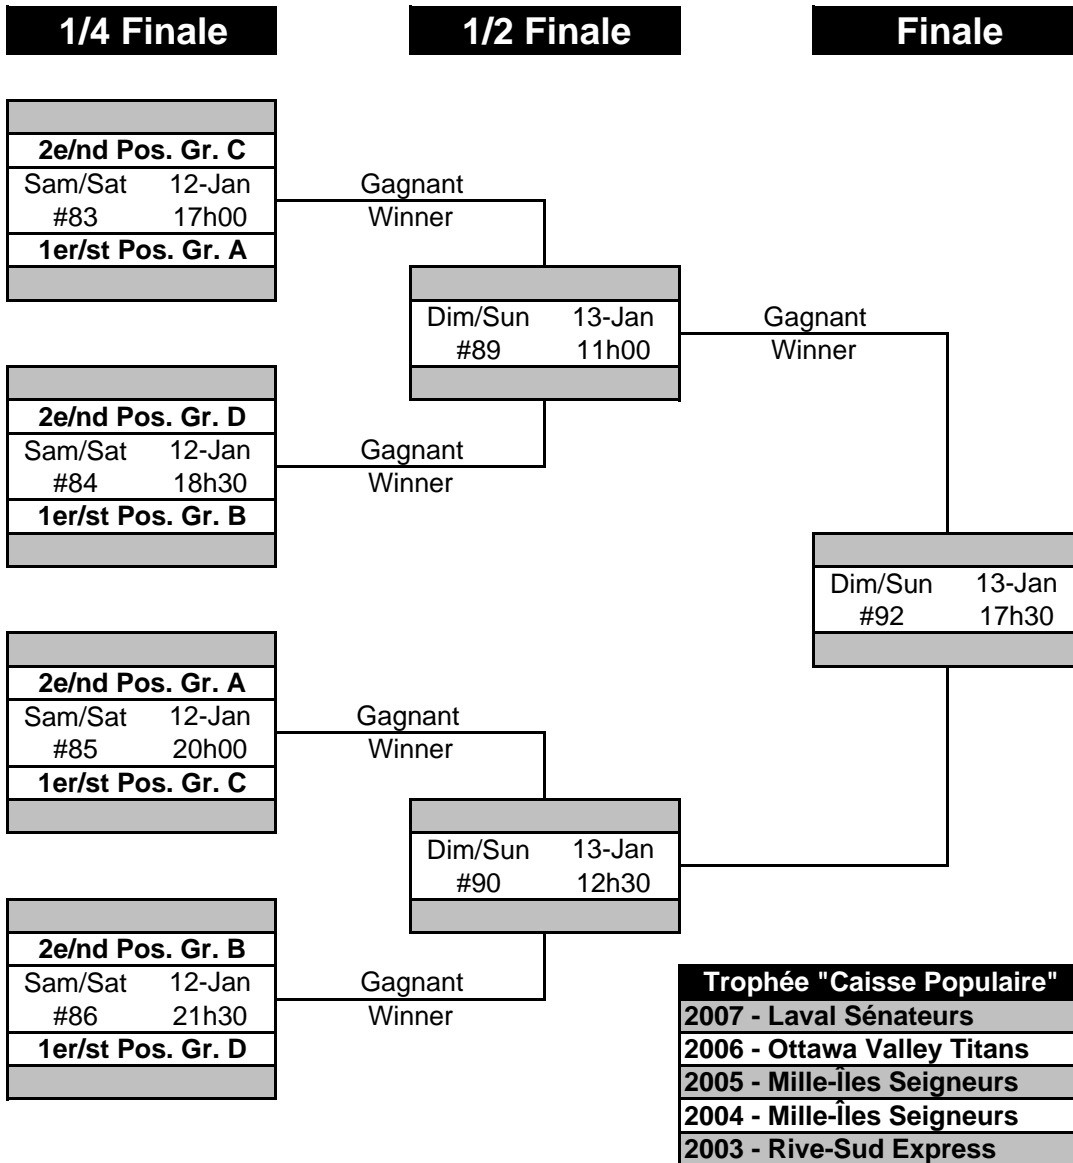 1/4 Finale
1/2 Finale
Finale
2e/nd Pos. Gr. C
Sam/Sat 12-Jan
#83 17h00
1er/st Pos. Gr. A
Gagnant
Winner
2e/nd Pos. Gr. D
Sam/Sat 12-Jan
#84 18h30
1er/st Pos. Gr. B
Gagnant
Winner
Dim/Sun 13-Jan
#89 11h00
Gagnant
Winner
2e/nd Pos. Gr. A
Sam/Sat 12-Jan
#85 20h00
1er/st Pos. Gr. C
Gagnant
Winner
2e/nd Pos. Gr. B
Sam/Sat 12-Jan
#86 21h30
1er/st Pos. Gr. D
Gagnant
Winner
Dim/Sun 13-Jan
#90 12h30
Dim/Sun 13-Jan
#92 17h30
Trophée "Caisse Populaire"
2007 - Laval Sénateurs
2006 - Ottawa Valley Titans
2005 - Mille-Îles Seigneurs
2004 - Mille-Îles Seigneurs
2003 - Rive-Sud Express